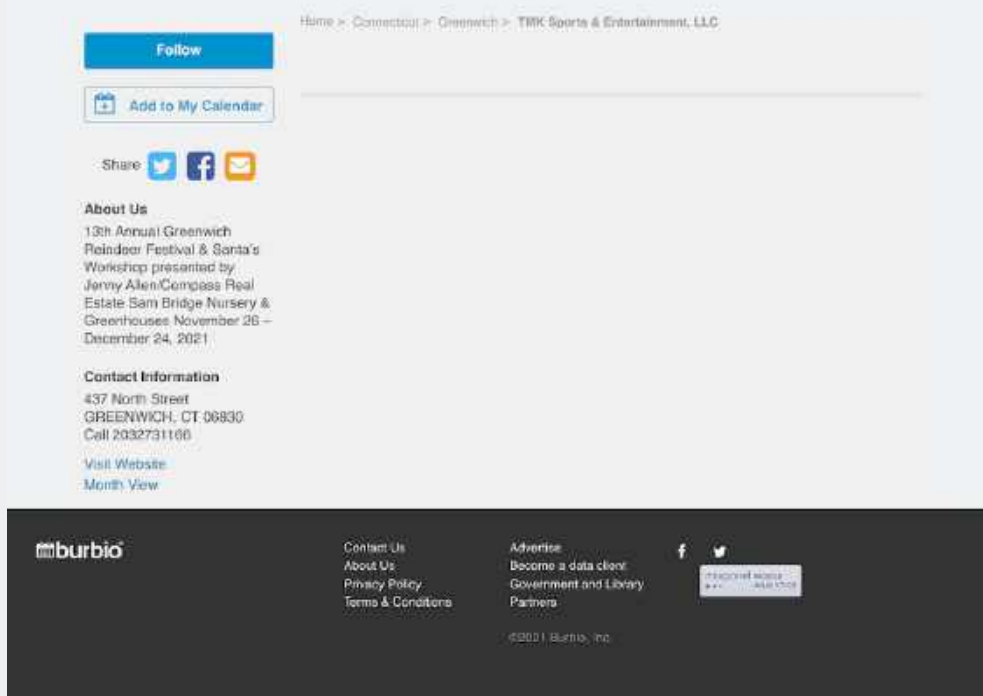 Home > Connecticut > Greenwich > TMK Sports & Entertainment, LLC
Follow
Add to My Calendar
Share
About Us
13th Annual Greenwich
Reindeer Festival & Santa's
Workshop presented by
Jenny Allen/Compass Real
Estate Sam Bridge Nursery &
Greenhouses November 26 –
December 24, 2021
Contact Information
437 North Street
GREENWICH, CT 06830
Call 2032731166
Visit Website
Month View
burbio
Contact Us
About Us
Privacy Policy
Terms & Conditions
Advertise
Become a data client
Government and Library
Partners
©2021 Burbio, Inc.